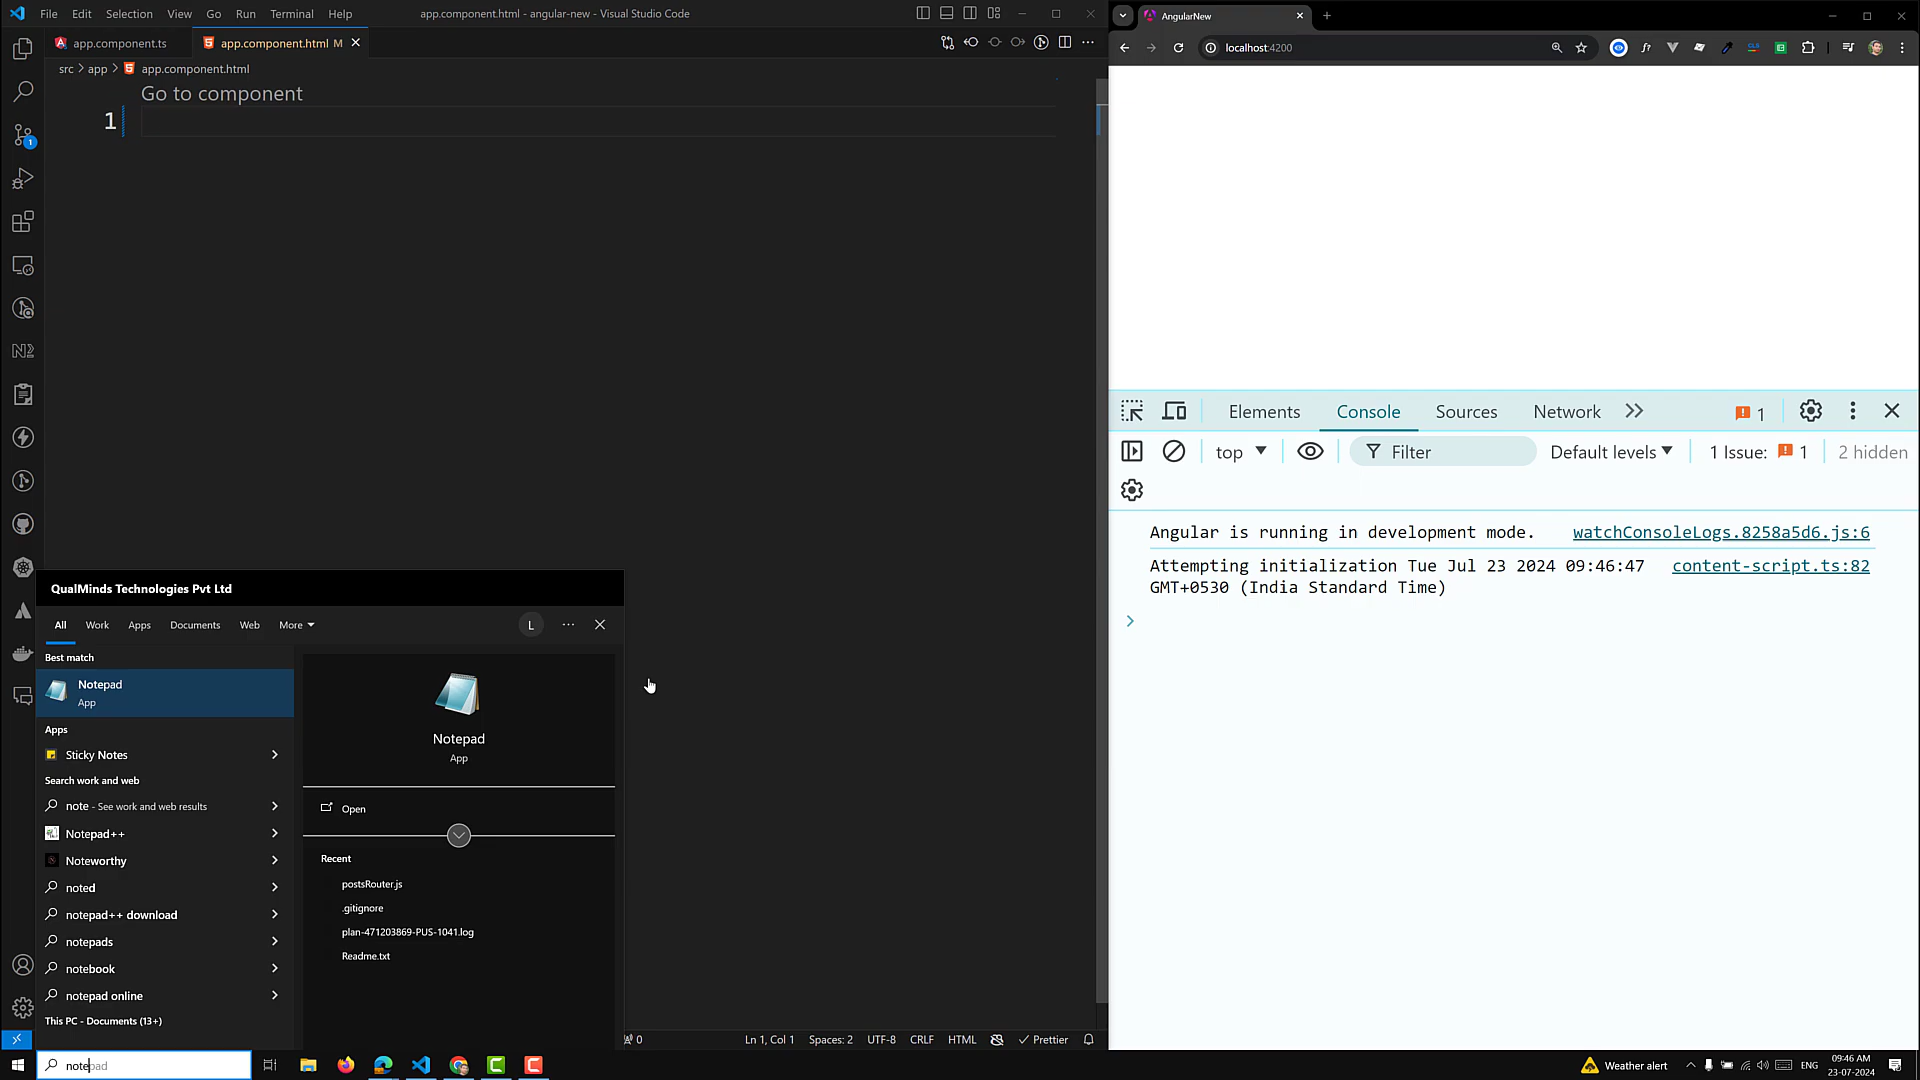 File Edit Selection View Go Run Terminal Help
app.component.html - angular-new - Visual Studio Code
app.component.ts
app.component.html M
src > app > app.component.html
Go to component
1
1
QualMinds Technologies Pvt Ltd
All Work Apps Documents Web More
L
Best match
Notepad
App
Apps
Sticky Notes
Search work and web
note - See work and web results
Notepad++
Noteworthy
noted
notepad++ download
notepads
notebook
notepad online
This PC - Documents (13+)
Notepad
App
Open
Recent
postsRouter.js
.gitignore
plan-471203869-PUS-1041.log
Readme.txt
0
Ln 1, Col 1 Spaces: 2 UTF-8 CRLF HTML Prettier
AngularNew
localhost:4200
Elements Console Sources Network 1
top Filter Default levels 1 Issue: 1 2 hidden
Angular is running in development mode. watchConsoleLogs.8258a5d6.js:6
Attempting initialization Tue Jul 23 2024 09:46:47 content-script.ts:82
GMT+0530 (India Standard Time)
notepad
Weather alert
ENG
09:46 AM
23-07-2024